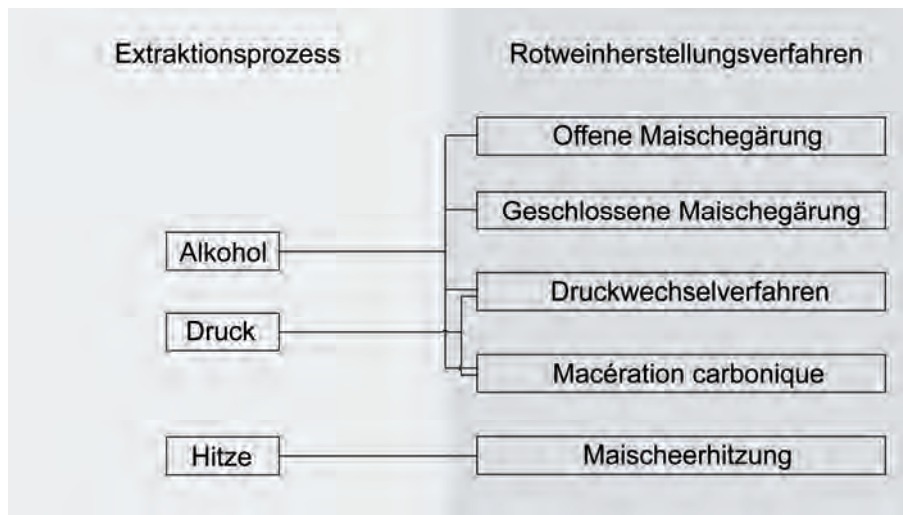 Extraktionsprozess
Rotweinherstellungsverfahren
Offene Maischegärung
Geschlossene Maischegärung
Alkohol
Druckwechselverfahren
Druck
Macération carbonique
Hitze
Maischeerhitzung